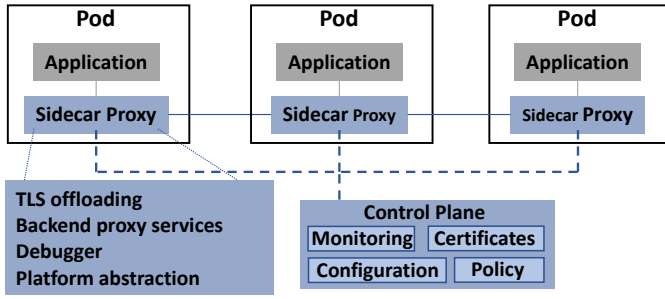 Pod
Pod
Pod
Application
Application
Application
Sidecar Proxy
Sidecar Proxy
Sidecar Proxy
TLS offloading
Backend proxy services
Debugger
Platform abstraction
Control Plane
Monitoring
Certificates
Configuration
Policy